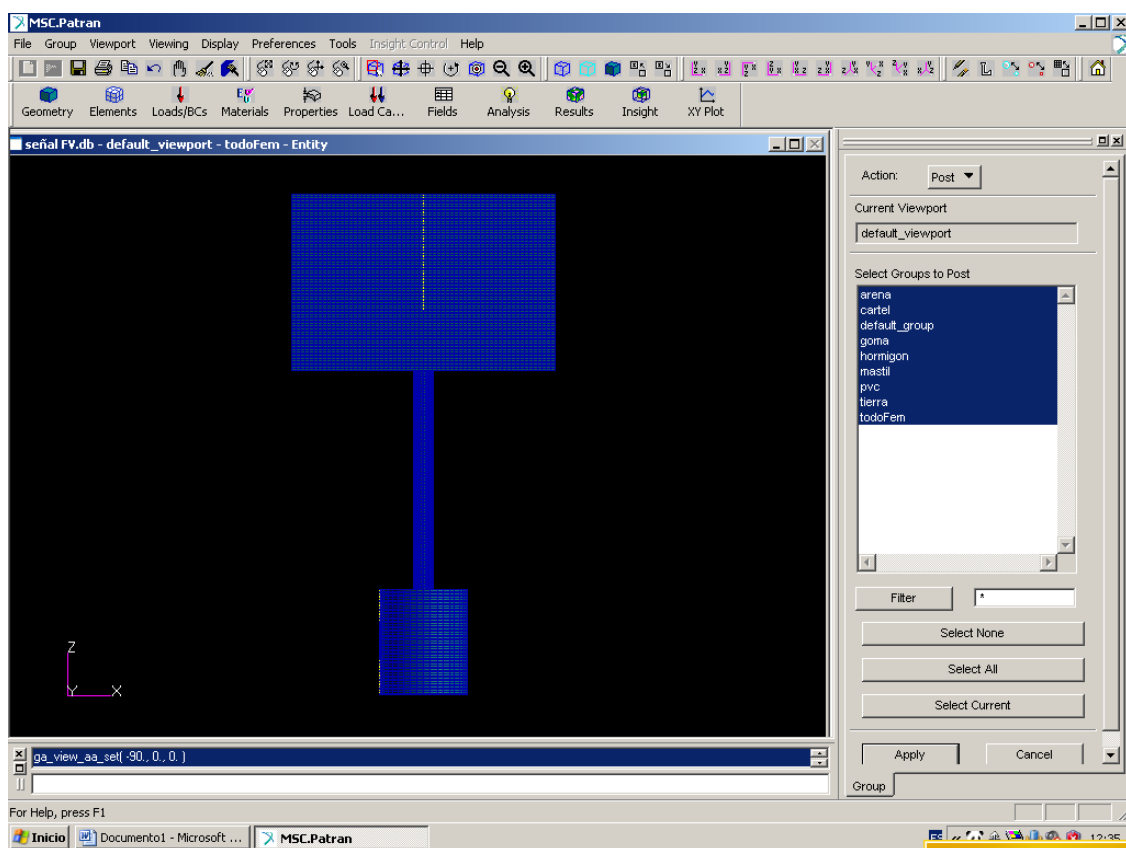 MSC.Patran
File Group Viewport Viewing Display Preferences Tools Insight Control Help
Geometry Elements Loads/BCs Materials Properties Load Ca... Fields Analysis Results Insight XY Plot
señal FV.db - default_viewport - todoFem - Entity
Action: Post
Current Viewport
default_viewport
Select Groups to Post
arena
cartel
default_group
goma
hormigon
mastil
pvc
tierra
todoFem
Filter *
Select None
Select All
Select Current
Apply Cancel
Group
Z
Y X
ga_view_aa_set( -90., 0., 0. )
For Help, press F1
Inicio Documento1 - Microsoft ... MSC.Patran ES 12:35